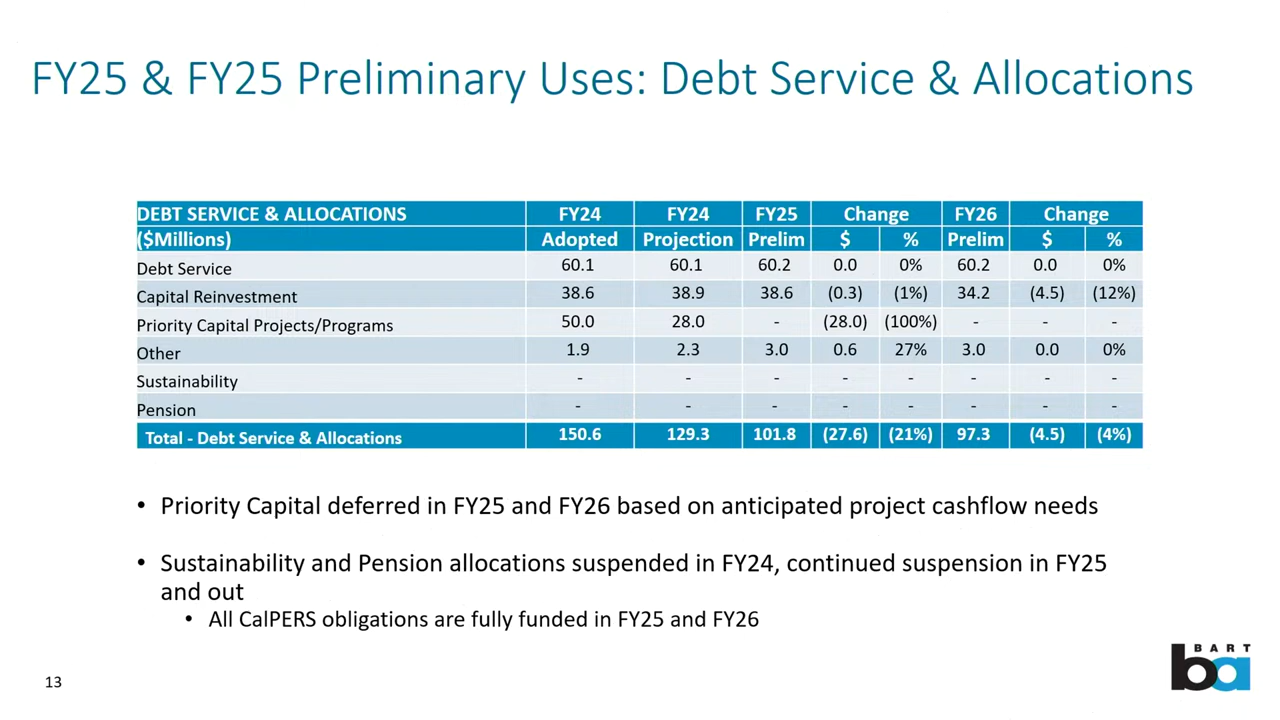 FY25 & FY25 Preliminary Uses: Debt Service & Allocations
DEBT SERVICE & ALLOCATIONS FY24 FY24 FY25 Change FY26 Change
($Millions) Adopted Projection Prelim $ % Prelim $ %
Debt Service 60.1 60.1 60.2 0.0 0% 60.2 0.0 0%
Capital Reinvestment 38.6 38.9 38.6 (0.3) (1%) 34.2 (4.5) (12%)
Priority Capital Projects/Programs 50.0 28.0 - (28.0) (100%) - - -
Other 1.9 2.3 3.0 0.6 27% 3.0 0.0 0%
Sustainability - - - - - - - -
Pension - - - - - - - -
Total - Debt Service & Allocations 150.6 129.3 101.8 (27.6) (21%) 97.3 (4.5) (4%)
• Priority Capital deferred in FY25 and FY26 based on anticipated project cashflow needs
• Sustainability and Pension allocations suspended in FY24, continued suspension in FY25
and out
• All CalPERS obligations are fully funded in FY25 and FY26
BART
ba
13